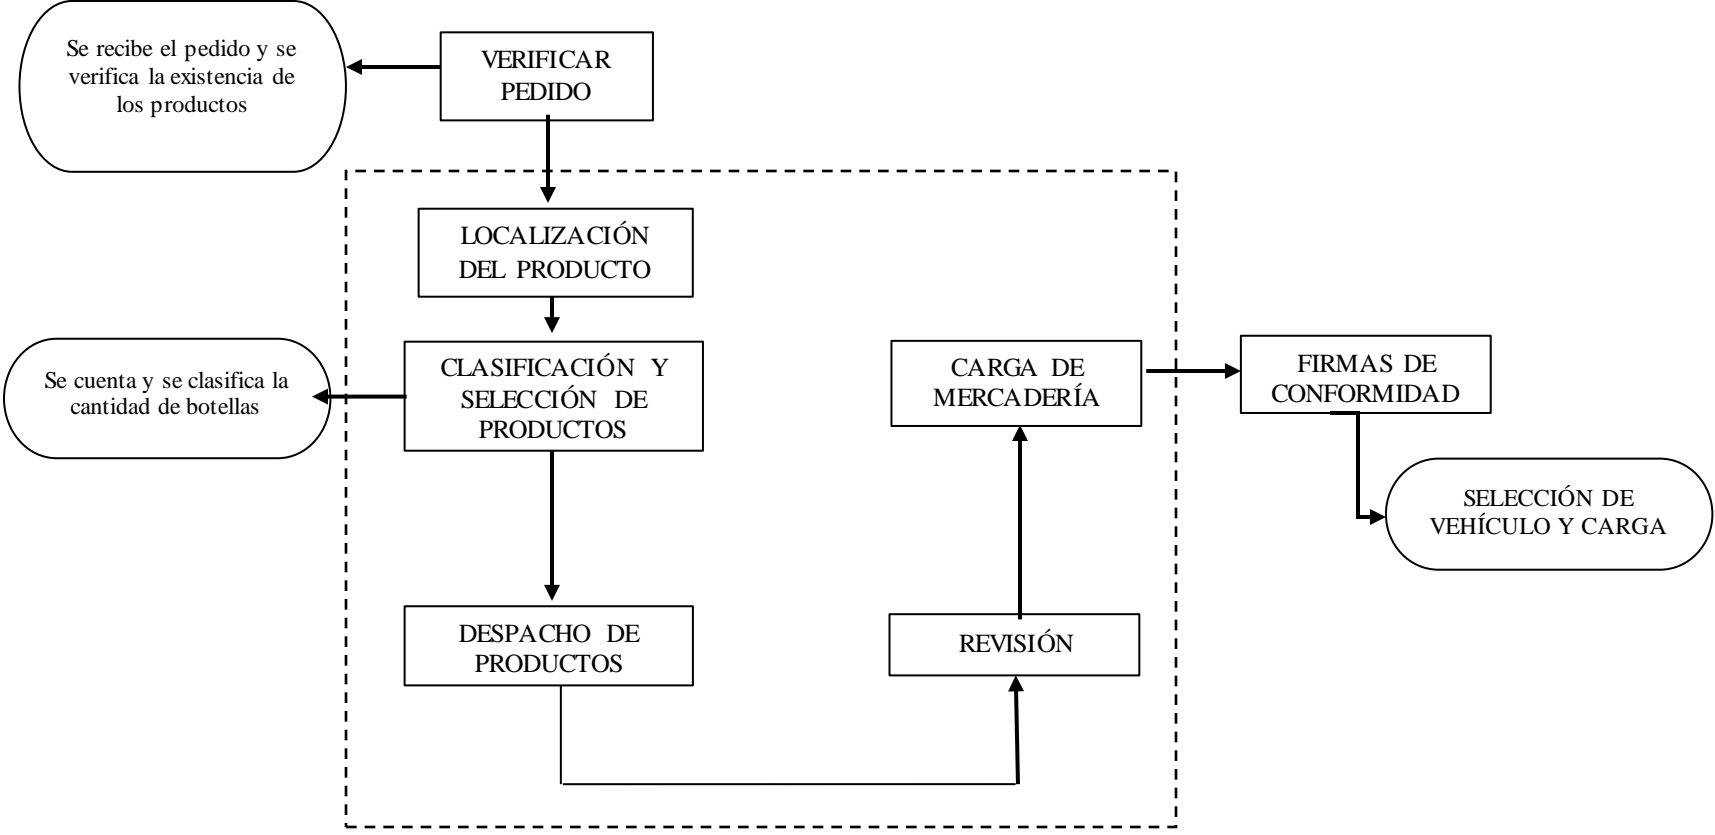 Se recibe el pedido y se
verifica la existencia de
los productos
VERIFICAR
PEDIDO
LOCALIZACIÓN
DEL PRODUCTO
Se cuenta y se clasifica la
cantidad de botellas
CLASIFICACIÓN Y
SELECCIÓN DE
PRODUCTOS
DESPACHO DE
PRODUCTOS
REVISIÓN
CARGA DE
MERCADERÍA
FIRMAS DE
CONFORMIDAD
SELECCIÓN DE
VEHÍCULO Y CARGA